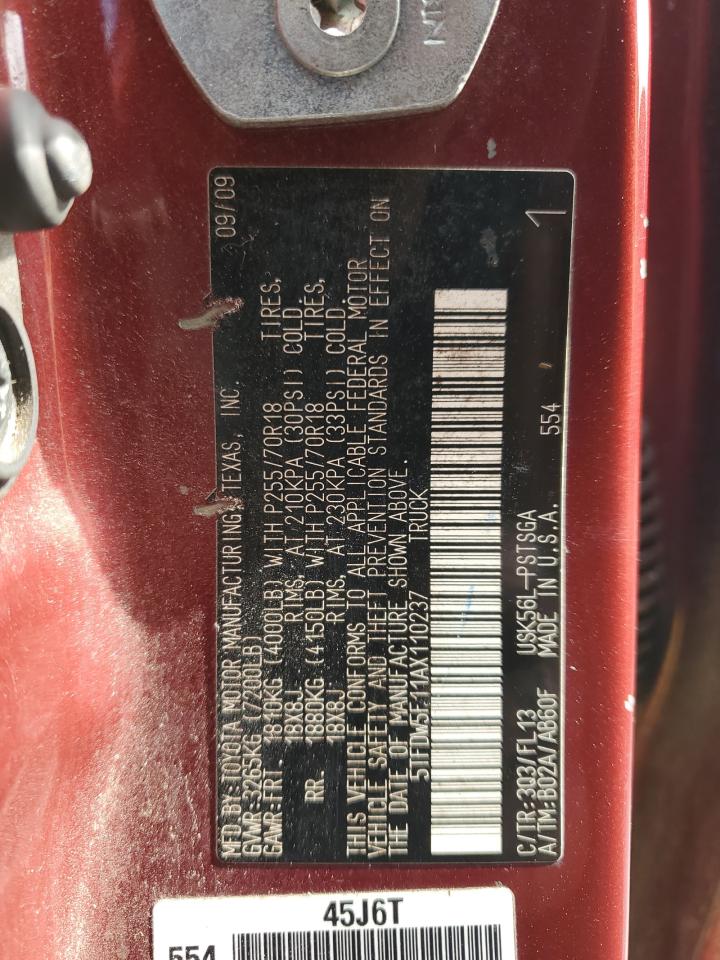 INT
MFD BY: TOYOTA MOTOR MANUFACTURING, TEXAS, INC. 09/09
GVWR: 3265KG (7200LB)
GAWR: FRT. 1810KG (4000LB) WITH P255/70R18 TIRES,
18X8J RIMS, AT 210KPA (30PSI) COLD
RR. 1880KG (4150LB) WITH P255/70R18 TIRES,
18X8J RIMS, AT 230KPA (33PSI) COLD.
THIS VEHICLE CONFORMS TO ALL APPLICABLE FEDERAL MOTOR
VEHICLE SAFETY AND THEFT PREVENTION STANDARDS IN EFFECT ON
THE DATE OF MANUFACTURE SHOWN ABOVE.
5TFDW5F11AX110237 TRUCK
C/TR: 3Q3/FL13 USK56L-PSTSGA 554 1
A/TM: B02A/AB60F MADE IN U.S.A.
45J6T
554